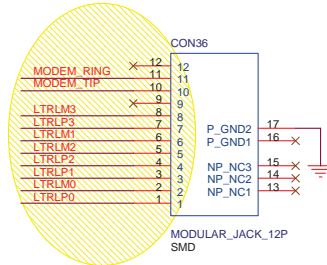 CON36
12 12
MODEM_RING 11 11
MODEM_TIP 10 10
9 9
LTRLM3 8 8
LTRLP3 7 7
LTRLM1 6 6
LTRLM2 5 5
LTRLP2 4 4
LTRLP1 3 3
LTRLM0 2 2
LTRLP0 1 1
P_GND2 17
P_GND1 16
NP_NC3 15
NP_NC2 14
NP_NC1 13
MODULAR_JACK_12P
SMD